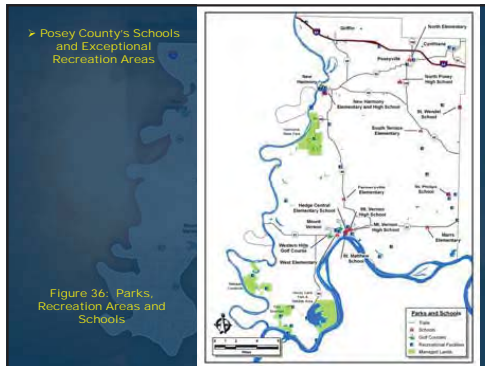 ➢ Posey County's Schools
and Exceptional
Recreation Areas
Figure 36: Parks,
Recreation Areas and
Schools
Griffin
North Elementary
Cynthiana
Poseyville
North Posey
High School
New
Harmony
New Harmony
Elementary and High School
St. Wendel
School
South Terrace
Elementary
Elementary
Hedge Central
Elementary School
Mt. Vernon
High School
St. Philips
School
Mount
Vernon
Mt. Vernon
High School
Marrs
Elementary
Western Hills
Golf Course
West Elementary
St. Matthew
School
Parks and Schools
Trails
Schools
Golf Courses
Recreational Facilities
Managed Lands
Miles